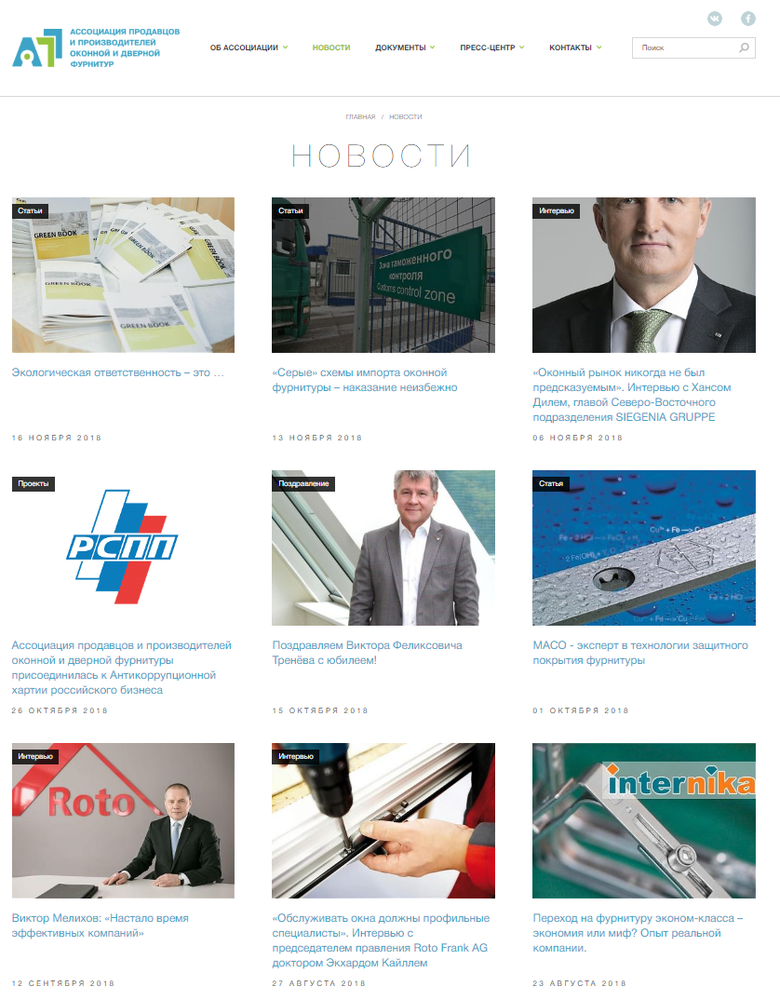 АССОЦИАЦИЯ ПРОДАВЦОВ
И ПРОИЗВОДИТЕЛЕЙ
ОКОННОЙ И ДВЕРНОЙ
ФУРНИТУР
ОБ АССОЦИАЦИИ
НОВОСТИ
ДОКУМЕНТЫ
ПРЕСС-ЦЕНТР
КОНТАКТЫ
Поиск
ГЛАВНАЯ / НОВОСТИ
НОВОСТИ
Статьи
GREEN BOOK
GREEN BOOK
GREEN BOOK
GREEN BOOK
Экологическая ответственность – это …
16 НОЯБРЯ 2018
Статьи
Зона таможенного
контроля
Customs control zone
«Серые» схемы импорта оконной
фурнитуры – наказание неизбежно
13 НОЯБРЯ 2018
Интервью
«Оконный рынок никогда не был
предсказуемым». Интервью с Хансом
Дилем, главой Северо-Восточного
подразделения SIEGENIA GRUPPE
06 НОЯБРЯ 2018
Проекты
РСПП
Ассоциация продавцов и производителей
оконной и дверной фурнитуры
присоединилась к Антикоррупционной
хартии российского бизнеса
26 ОКТЯБРЯ 2018
Поздравление
Поздравляем Виктора Феликсовича
Тренёва с юбилеем!
15 ОКТЯБРЯ 2018
Статья
MACO - эксперт в технологии защитного
покрытия фурнитуры
01 ОКТЯБРЯ 2018
Интервью
Roto
Виктор Мелихов: «Настало время
эффективных компаний»
12 СЕНТЯБРЯ 2018
Интервью
«Обслуживать окна должны профильные
специалисты». Интервью с
председателем правления Roto Frank AG
доктором Экхардом Кайллем
27 АВГУСТА 2018
internika
Переход на фурнитуру эконом-класса –
экономия или миф? Опыт реальной
компании.
23 АВГУСТА 2018